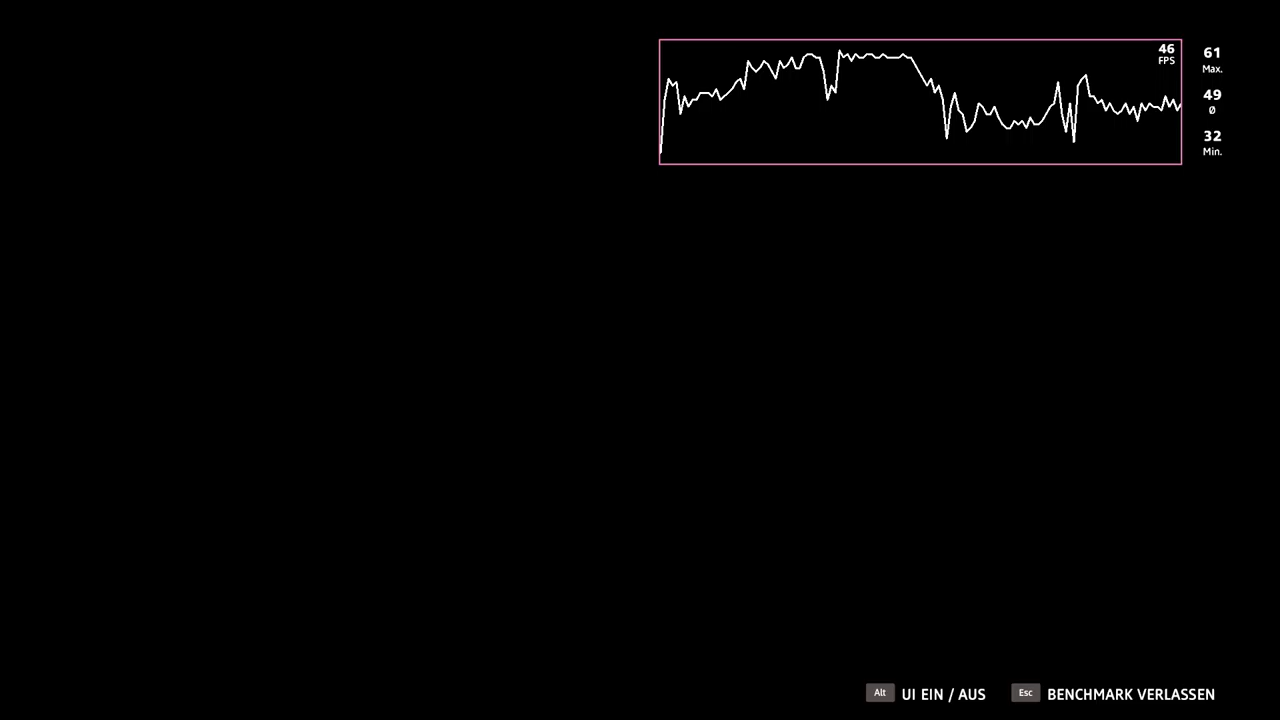 46
FPS
61
Max.
49
Ø
32
Min.
Alt UI EIN / AUS Esc BENCHMARK VERLASSEN